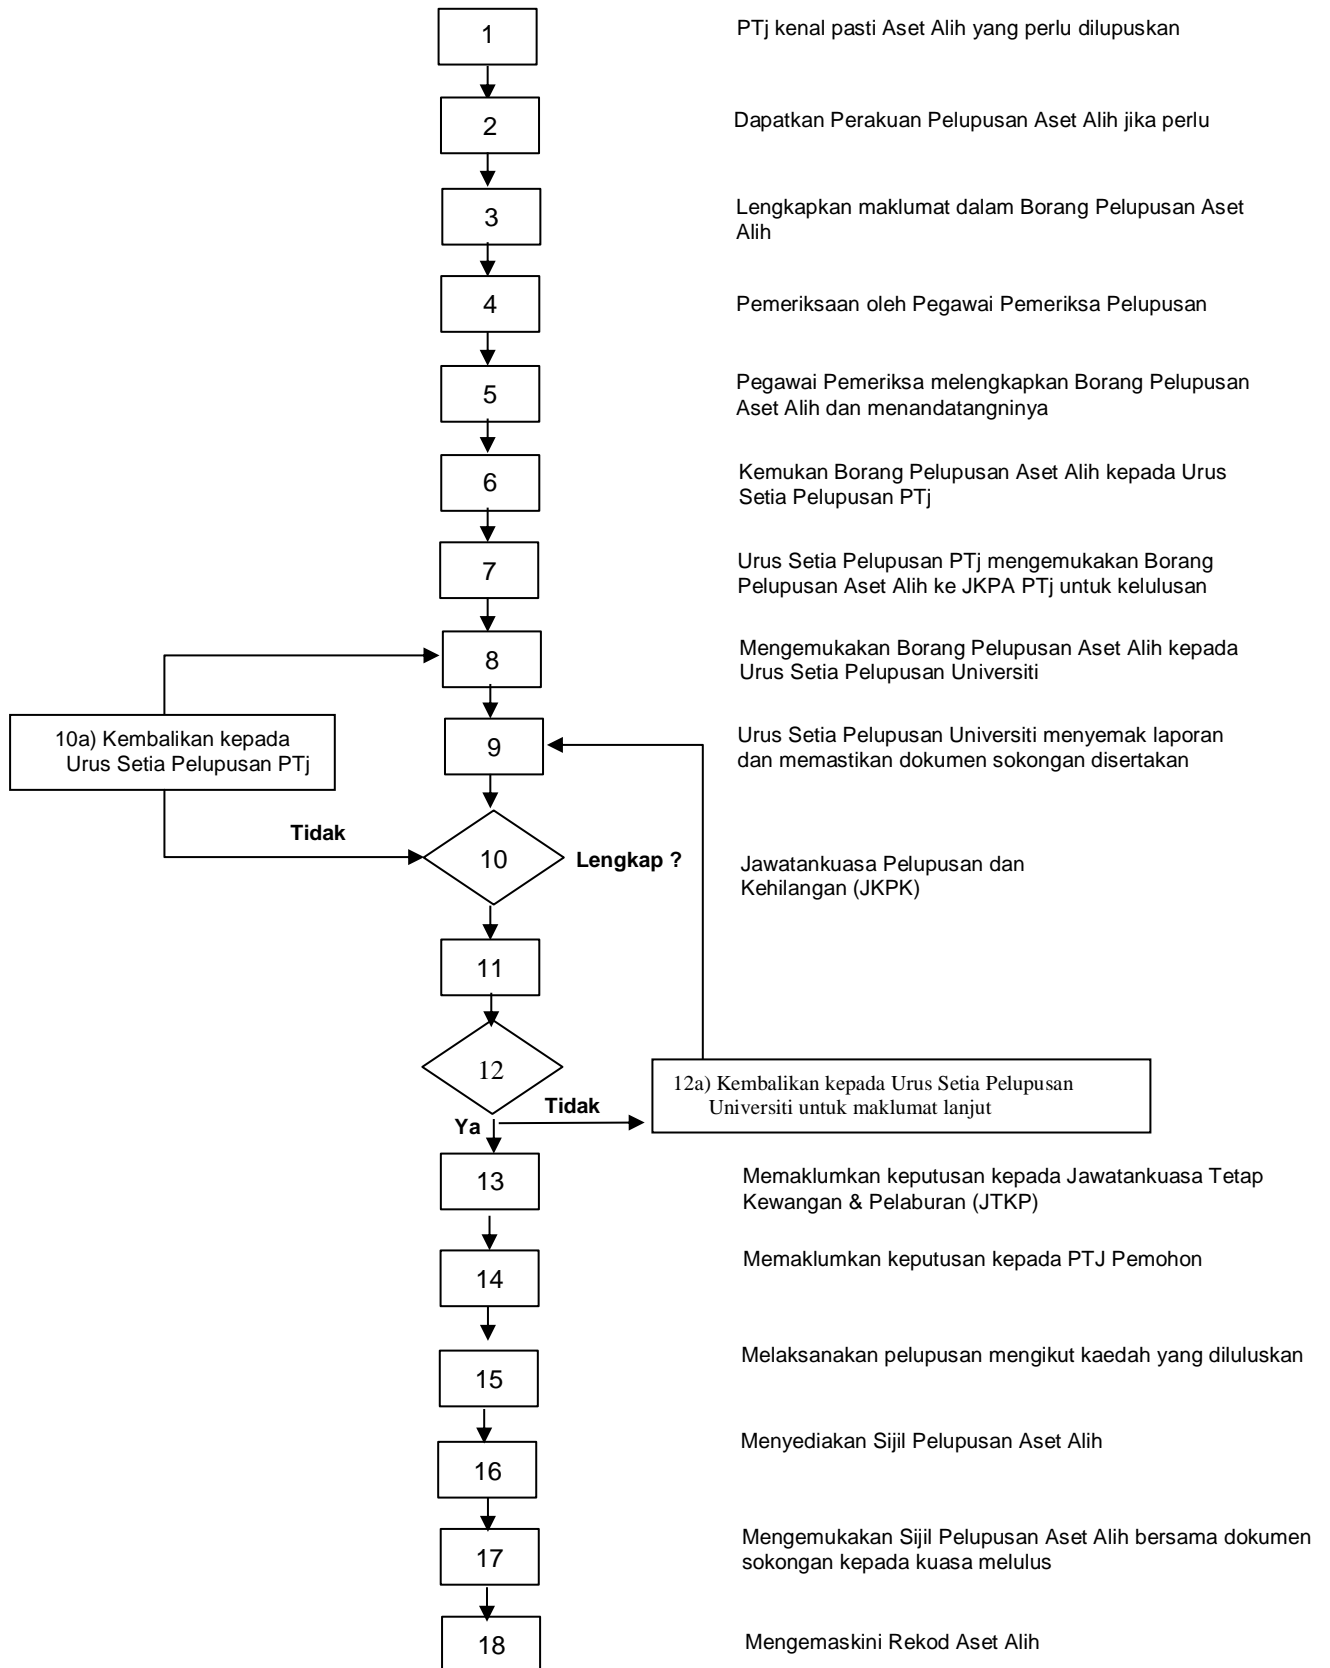 1
PTj kenal pasti Aset Alih yang perlu dilupuskan
2
Dapatkan Perakuan Pelupusan Aset Alih jika perlu
3
Lengkapkan maklumat dalam Borang Pelupusan Aset
Alih
4
Pemeriksaan oleh Pegawai Pemeriksa Pelupusan
5
Pegawai Pemeriksa melengkapkan Borang Pelupusan
Aset Alih dan menandatangninya
6
Kemukan Borang Pelupusan Aset Alih kepada Urus
Setia Pelupusan PTj
7
Urus Setia Pelupusan PTj mengemukakan Borang
Pelupusan Aset Alih ke JKPA PTj untuk kelulusan
8
Mengemukakan Borang Pelupusan Aset Alih kepada
Urus Setia Pelupusan Universiti
10a) Kembalikan kepada
Urus Setia Pelupusan PTj
9
Urus Setia Pelupusan Universiti menyemak laporan
dan memastikan dokumen sokongan disertakan
Tidak
10
Lengkap ?
Jawatankuasa Pelupusan dan
Kehilangan (JKPK)
11
12
12a) Kembalikan kepada Urus Setia Pelupusan
Universiti untuk maklumat lanjut
Tidak
Ya
13
Memaklumkan keputusan kepada Jawatankuasa Tetap
Kewangan & Pelaburan (JTKP)
14
Memaklumkan keputusan kepada PTJ Pemohon
15
Melaksanakan pelupusan mengikut kaedah yang diluluskan
16
Menyediakan Sijil Pelupusan Aset Alih
17
Mengemukakan Sijil Pelupusan Aset Alih bersama dokumen
sokongan kepada kuasa melulus
18
Mengemaskini Rekod Aset Alih